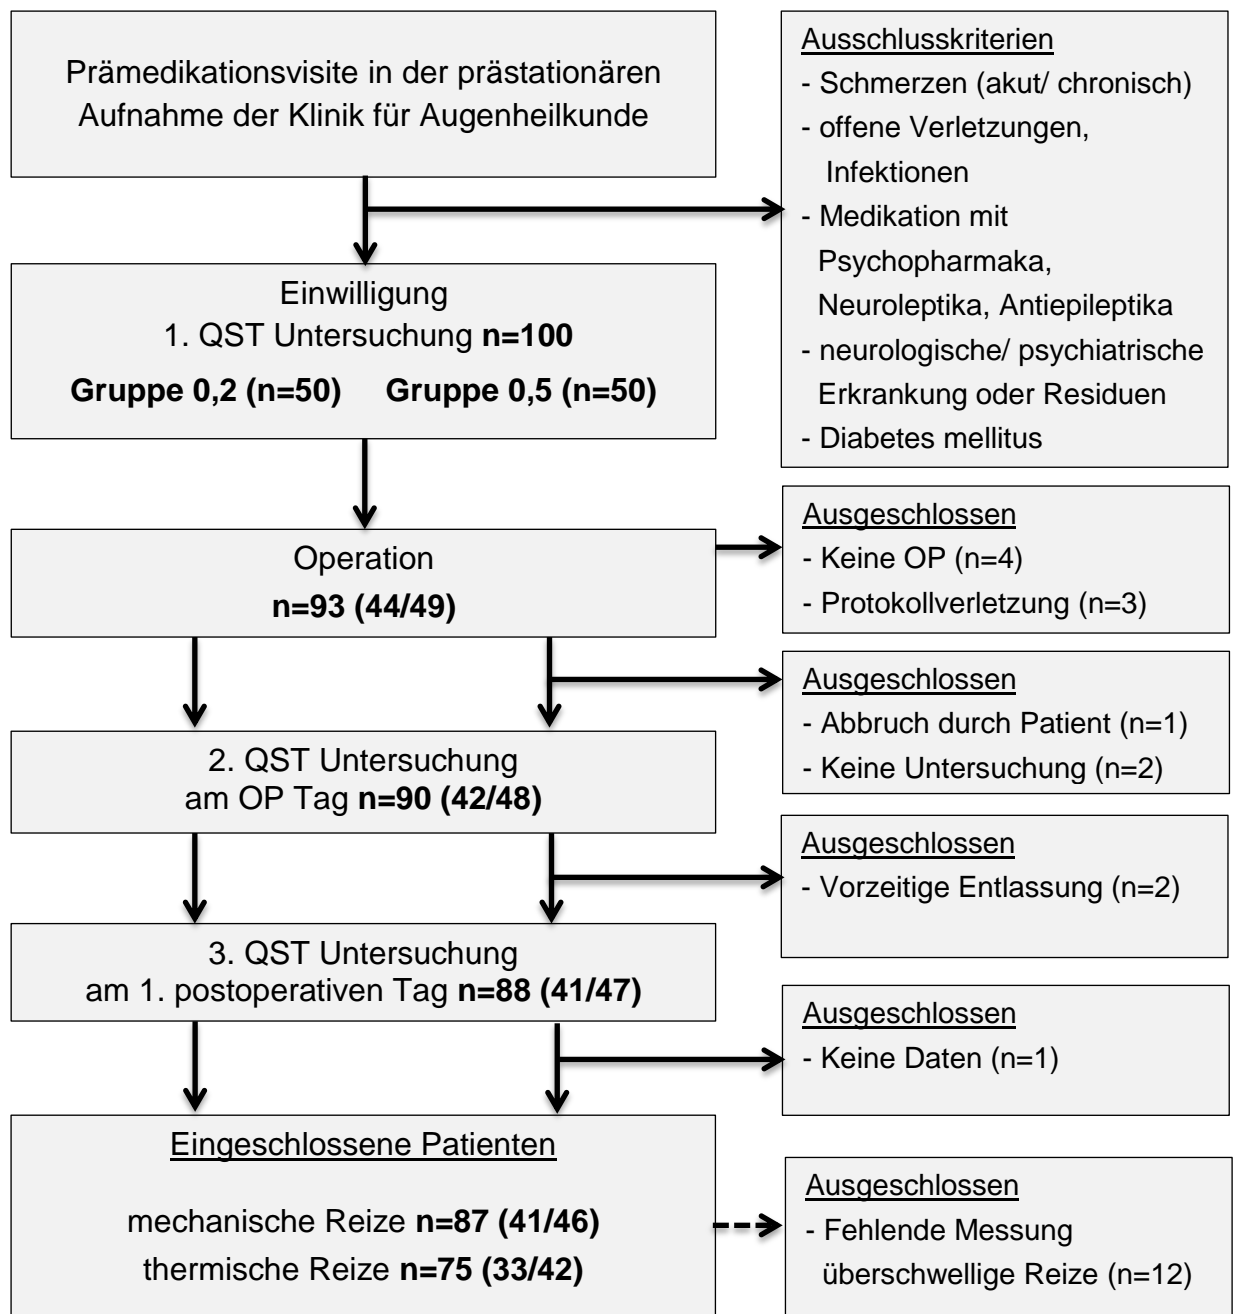 Prämedikationsvisite in der prästationären
Aufnahme der Klinik für Augenheilkunde
Ausschlusskriterien
- Schmerzen (akut/ chronisch)
- offene Verletzungen,
Infektionen
- Medikation mit
Psychopharmaka,
Neuroleptika, Antiepileptika
- neurologische/ psychiatrische
Erkrankung oder Residuen
- Diabetes mellitus
Einwilligung
1. QST Untersuchung n=100
Gruppe 0,2 (n=50) Gruppe 0,5 (n=50)
Operation
n=93 (44/49)
Ausgeschlossen
- Keine OP (n=4)
- Protokollverletzung (n=3)
Ausgeschlossen
- Abbruch durch Patient (n=1)
- Keine Untersuchung (n=2)
2. QST Untersuchung
am OP Tag n=90 (42/48)
Ausgeschlossen
- Vorzeitige Entlassung (n=2)
3. QST Untersuchung
am 1. postoperativen Tag n=88 (41/47)
Ausgeschlossen
- Keine Daten (n=1)
Eingeschlossene Patienten
mechanische Reize n=87 (41/46)
thermische Reize n=75 (33/42)
Ausgeschlossen
- Fehlende Messung
überschwellige Reize (n=12)